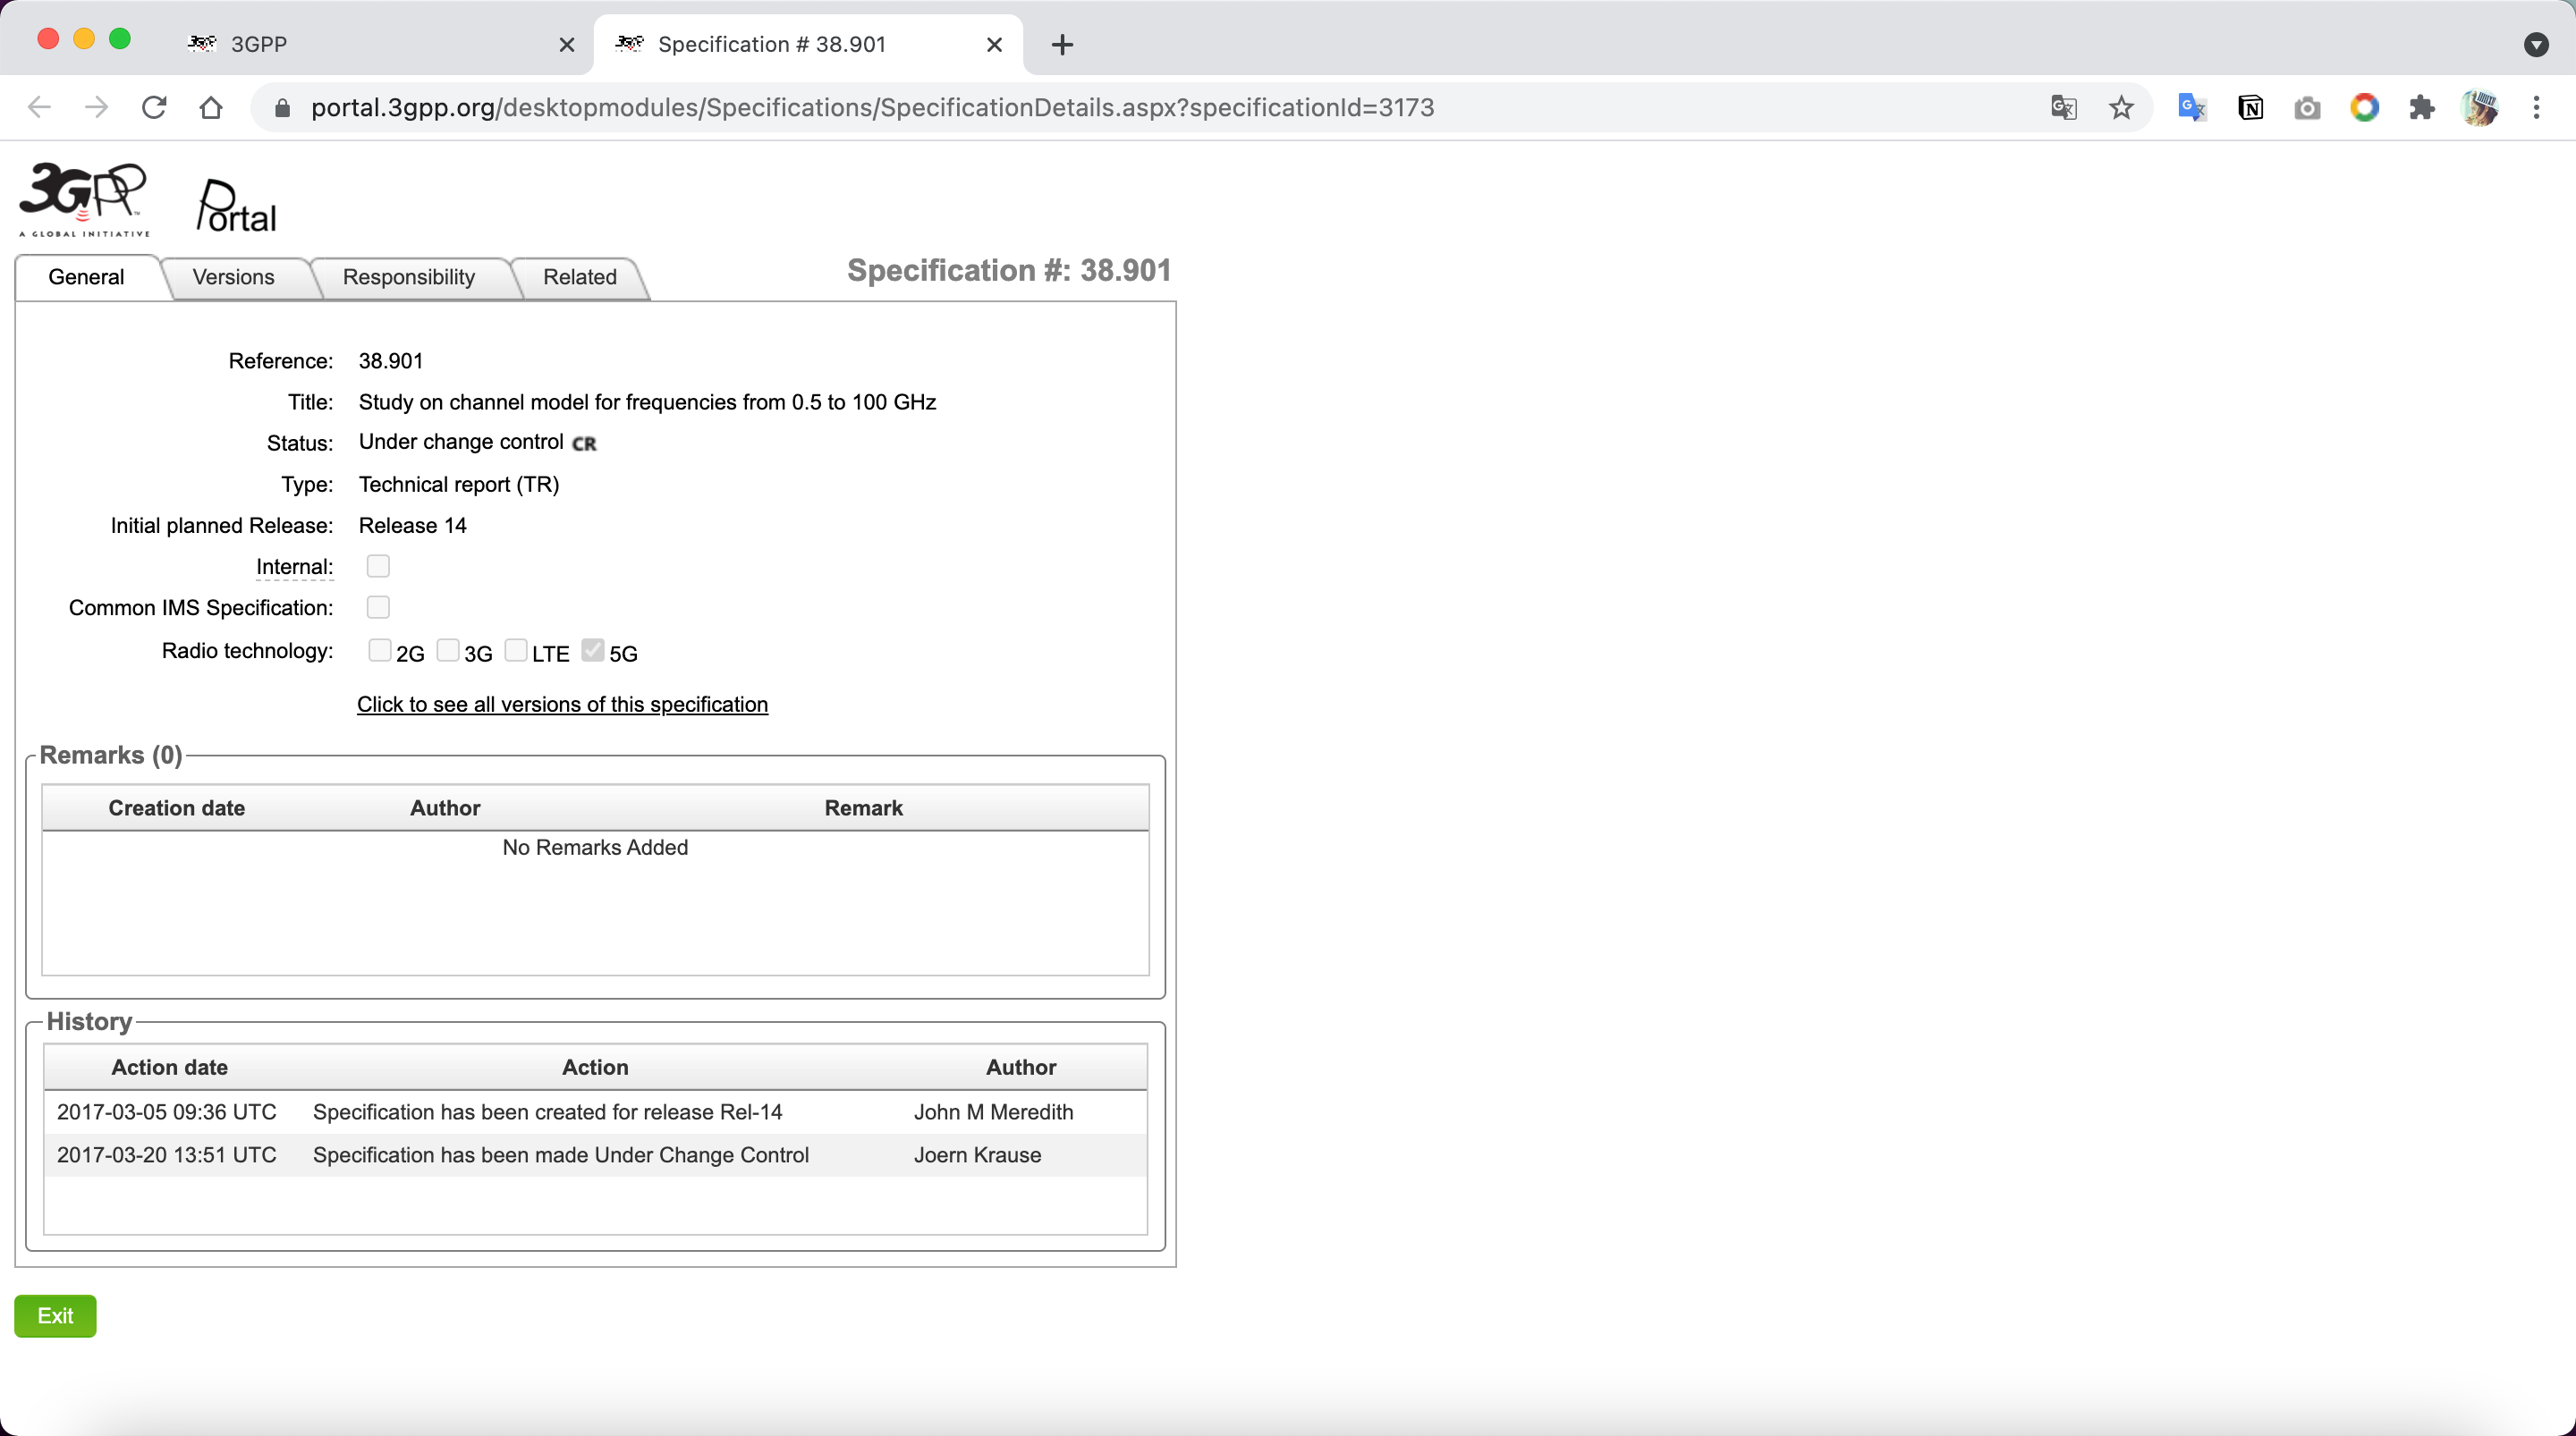 3GPP
Specification # 38.901
portal.3gpp.org/desktopmodules/Specifications/SpecificationDetails.aspx?specificationId=3173
3GPP
A GLOBAL INITIATIVE
Portal
General Versions Responsibility Related Specification #: 38.901
Reference: 38.901
Title: Study on channel model for frequencies from 0.5 to 100 GHz
Status: Under change control CR
Type: Technical report (TR)
Initial planned Release: Release 14
Internal:
Common IMS Specification:
Radio technology: 2G 3G LTE 5G
Click to see all versions of this specification
Remarks (0)
Creation date Author Remark
No Remarks Added
History
Action date Action Author
2017-03-05 09:36 UTC Specification has been created for release Rel-14 John M Meredith
2017-03-20 13:51 UTC Specification has been made Under Change Control Joern Krause
Exit